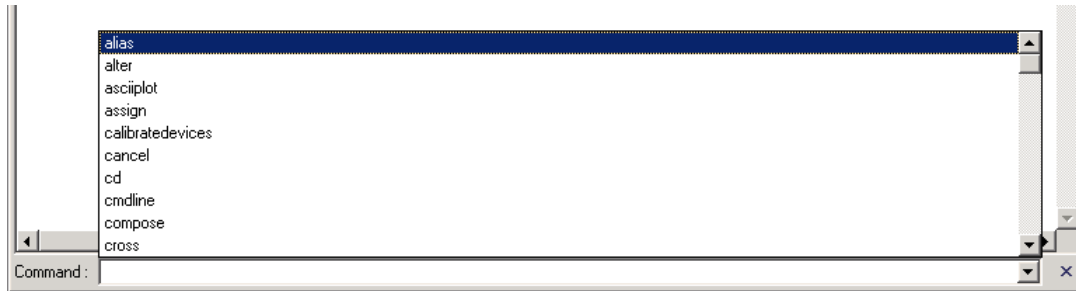 alias
alter
asciiplot
assign
calibratedevices
cancel
cd
cmdline
compose
cross
Command :